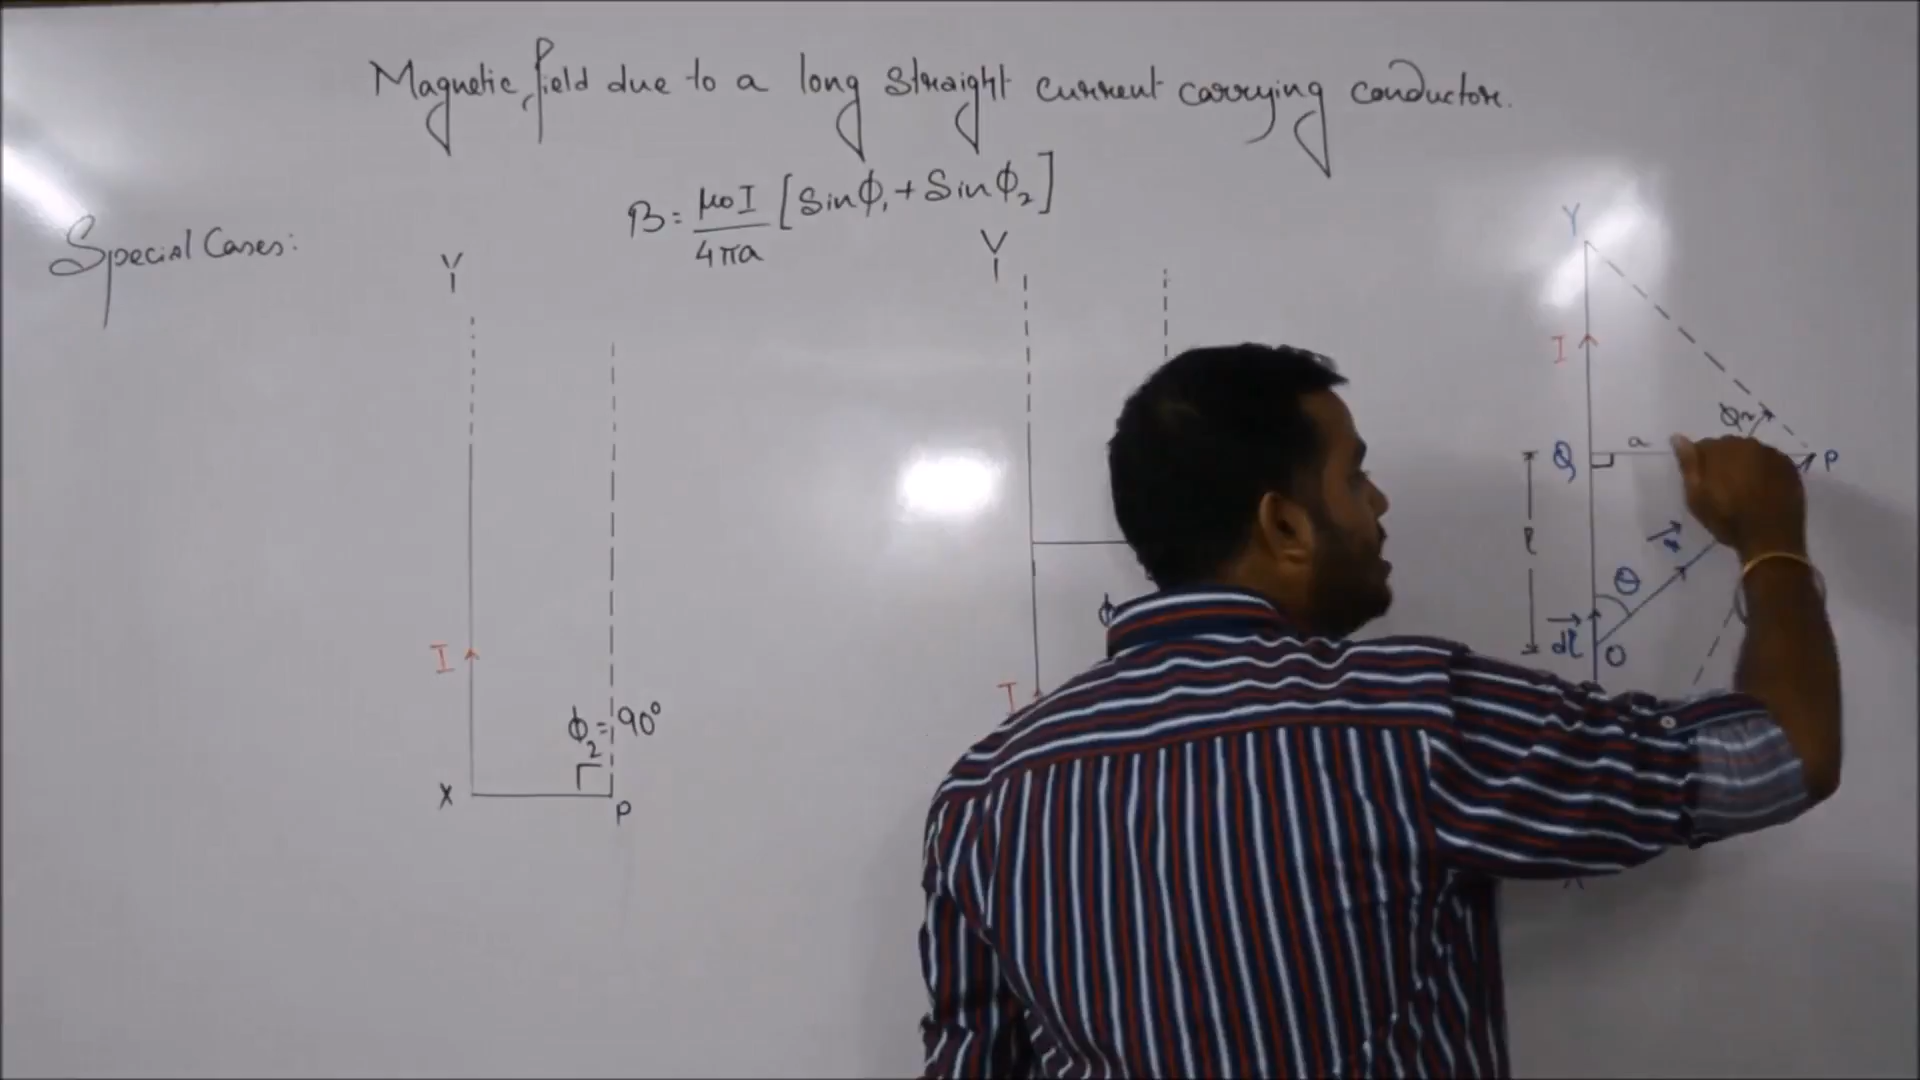 Magnetic field due to a long straight current carrying conductor.
B = μ₀I / 4πa [Sinϕ₁ + Sinϕ₂]
Special Cases:
Y
I
ϕ₂ = 90°
X
P
Y
ϕ
I
Y
I
ϕ₂
Q
a
P
l
r
θ
dl
O